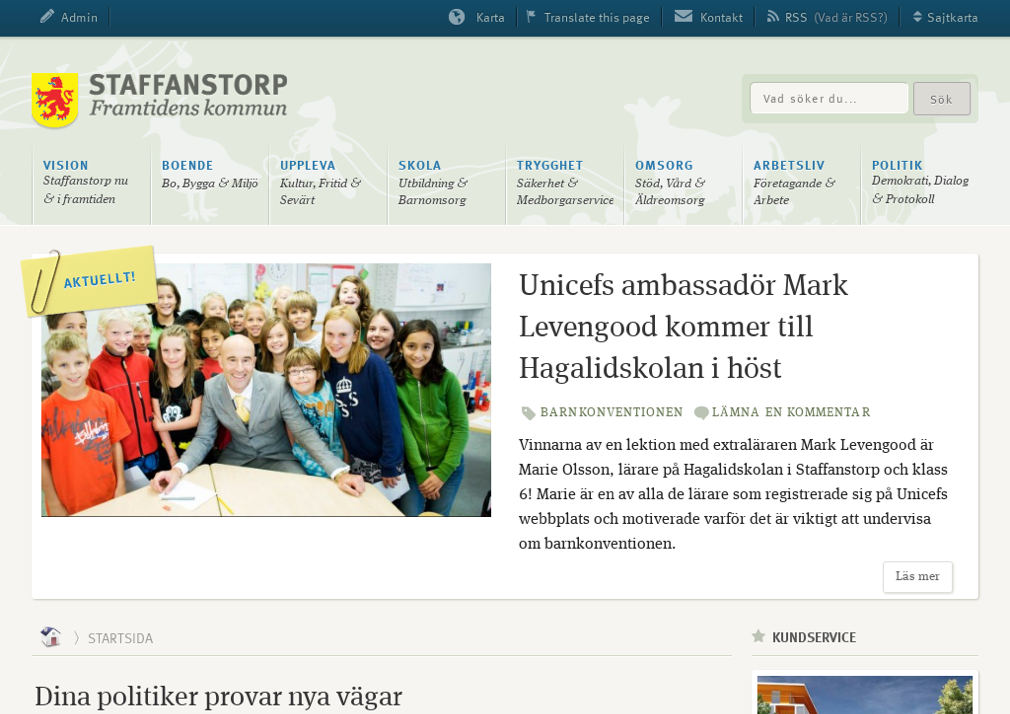 Admin
Karta
Translate this page
Kontakt
RSS (Vad är RSS?)
Sajtkarta
STAFFANSTORP
Framtidens kommun
Vad söker du...
Sök
VISION
Staffanstorp nu
& i framtiden
BOENDE
Bo, Bygga & Miljö
UPPLEVA
Kultur, Fritid &
Sevärt
SKOLA
Utbildning &
Barnomsorg
TRYGGHET
Säkerhet &
Medborgarservice
OMSORG
Stöd, Vård &
Äldreomsorg
ARBETSLIV
Företagande &
Arbete
POLITIK
Demokrati, Dialog
& Protokoll
AKTUELLT!
Unicefs ambassadör Mark
Levengood kommer till
Hagalidskolan i höst
BARNKONVENTIONEN
LÄMNA EN KOMMENTAR
Vinnarna av en lektion med extraläraren Mark Levengood är
Marie Olsson, lärare på Hagalidskolan i Staffanstorp och klass
6! Marie är en av alla de lärare som registrerade sig på Unicefs
webbplats och motiverade varför det är viktigt att undervisa
om barnkonventionen.
Läs mer
〉 STARTSIDA
KUNDSERVICE
Dina politiker provar nya vägar